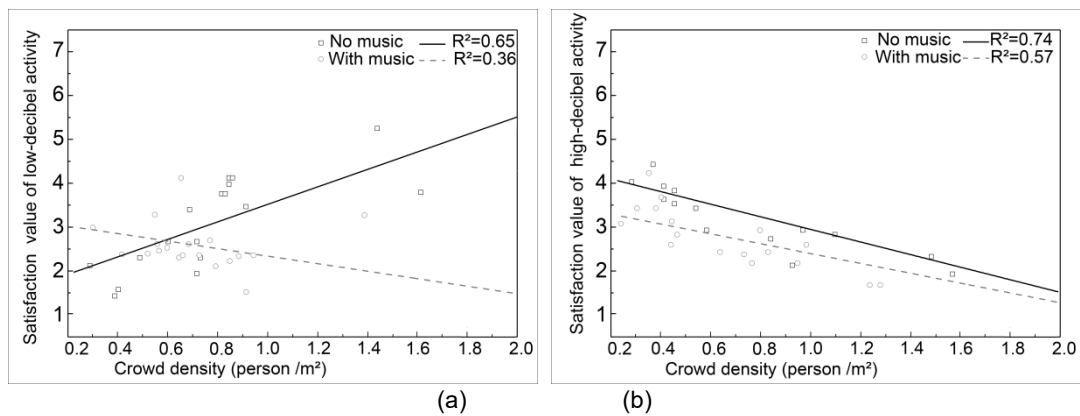 No music R²=0.65
With music R²=0.36
Satisfaction value of low-decibel activity
7
6
5
4
3
2
1
0.2 0.4 0.6 0.8 1.0 1.2 1.4 1.6 1.8 2.0
Crowd density (person /m²)
(a)
No music R²=0.74
With music R²=0.57
Satisfaction value of high-decibel activity
7
6
5
4
3
2
1
0.2 0.4 0.6 0.8 1.0 1.2 1.4 1.6 1.8 2.0
Crowd density (person /m²)
(b)